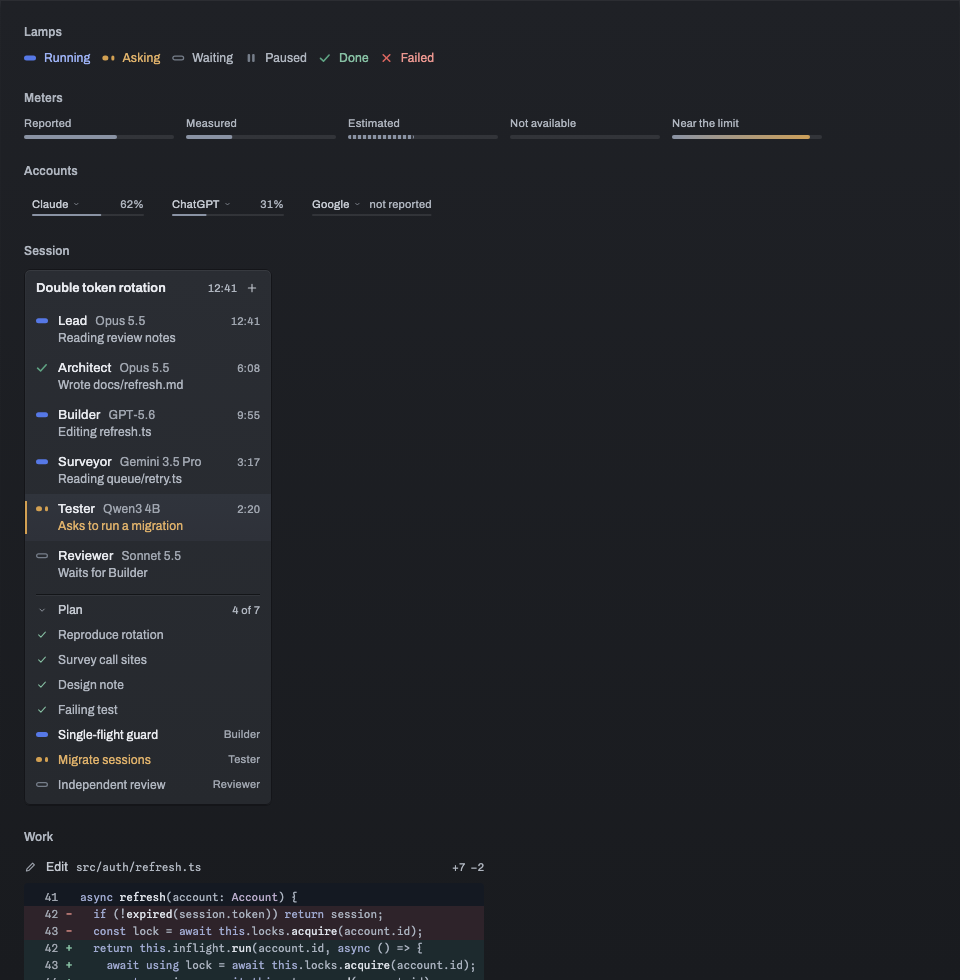 Lamps
Running Asking Waiting Paused Done Failed
Meters
Reported Measured Estimated Not available Near the limit
Accounts
Claude 62% ChatGPT 31% Google not reported
Session
Double token rotation 12:41 +
Lead Opus 5.5 12:41
Reading review notes
Architect Opus 5.5 6:08
Wrote docs/refresh.md
Builder GPT-5.6 9:55
Editing refresh.ts
Surveyor Gemini 3.5 Pro 3:17
Reading queue/retry.ts
Tester Qwen3 4B 2:20
Asks to run a migration
Reviewer Sonnet 5.5
Waits for Builder
Plan 4 of 7
Reproduce rotation
Survey call sites
Design note
Failing test
Single-flight guard Builder
Migrate sessions Tester
Independent review Reviewer
Work
Edit src/auth/refresh.ts +7 −2
41 async refresh(account: Account) {
42 − if (!expired(session.token)) return session;
43 − const lock = await this.locks.acquire(account.id);
42 + return this.inflight.run(account.id, async () => {
43 + await using lock = await this.locks.acquire(account.id);